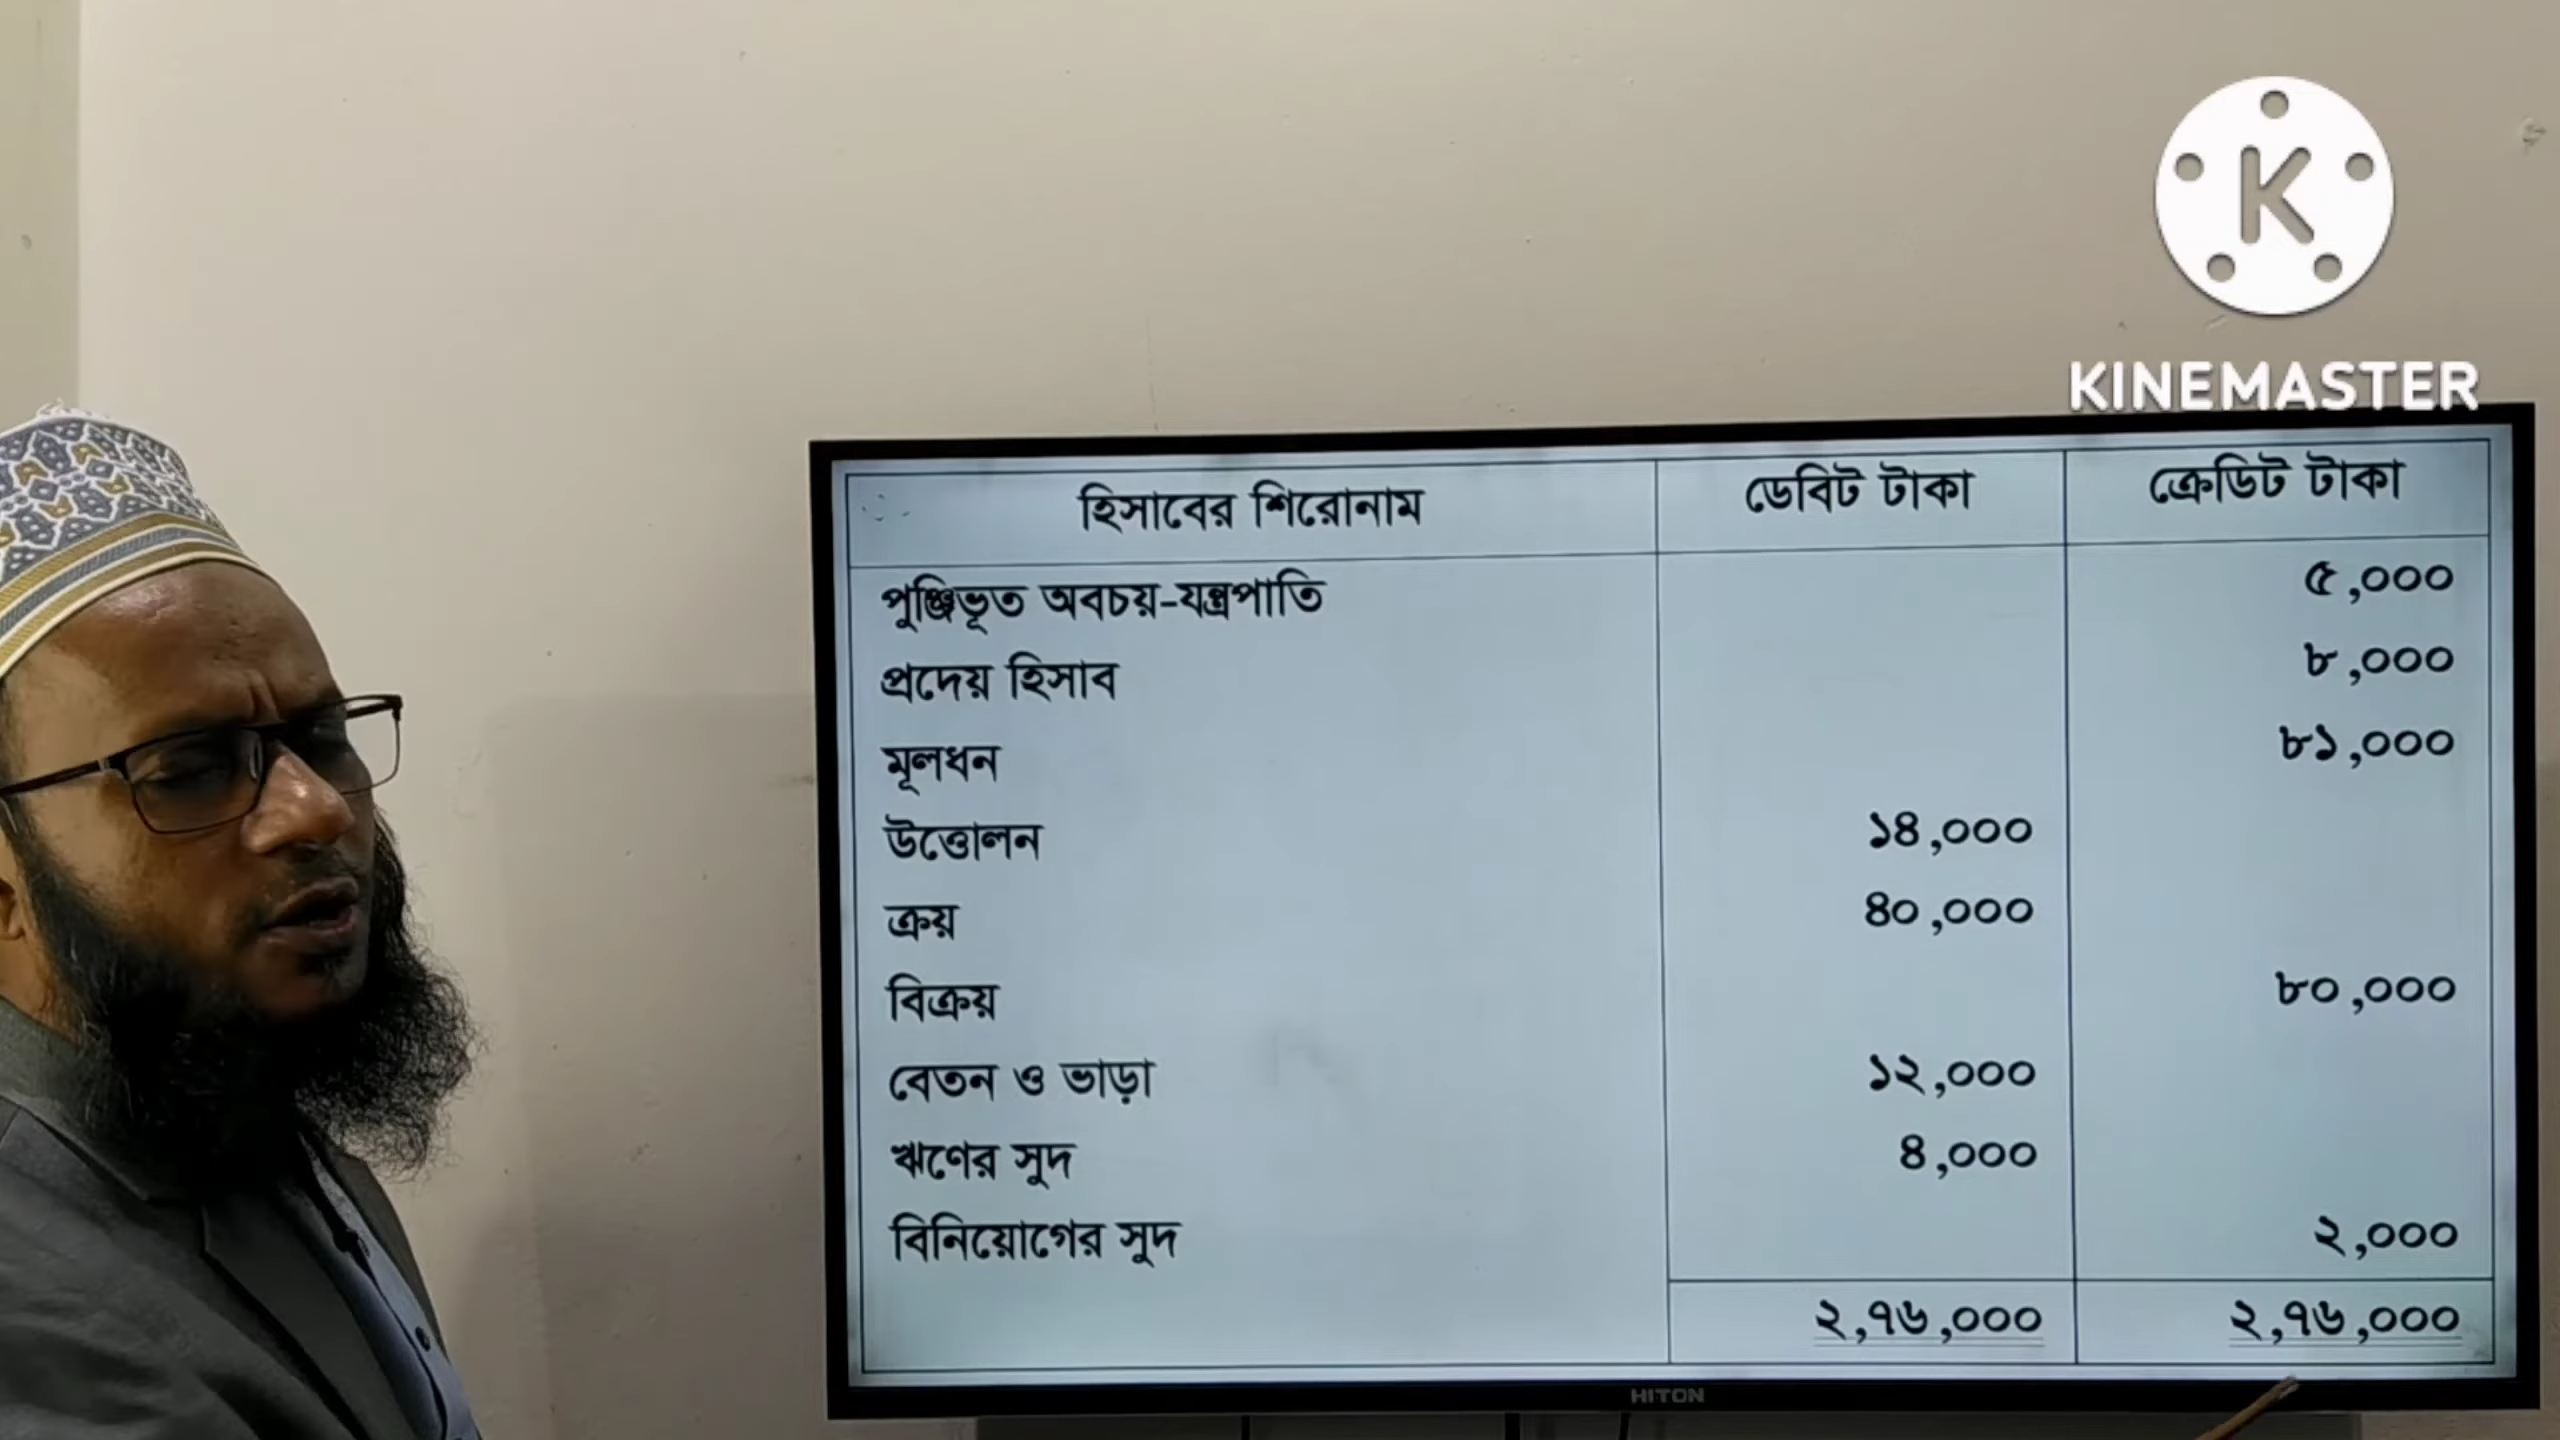 K
KINEMASTER
হিসাবের শিরোনাম ডেবিট টাকা ক্রেডিট টাকা
পুঞ্জিভূত অবচয়-যন্ত্রপাতি ৫,০০০
প্রদেয় হিসাব ৮,০০০
মূলধন ৮১,০০০
উত্তোলন ১৪,০০০
ক্রয় ৪০,০০০
বিক্রয় ৮০,০০০
বেতন ও ভাড়া ১২,০০০
ঋণের সুদ ৪,০০০
বিনিয়োগের সুদ ২,০০০
২,৭৬,০০০ ২,৭৬,০০০
HITON